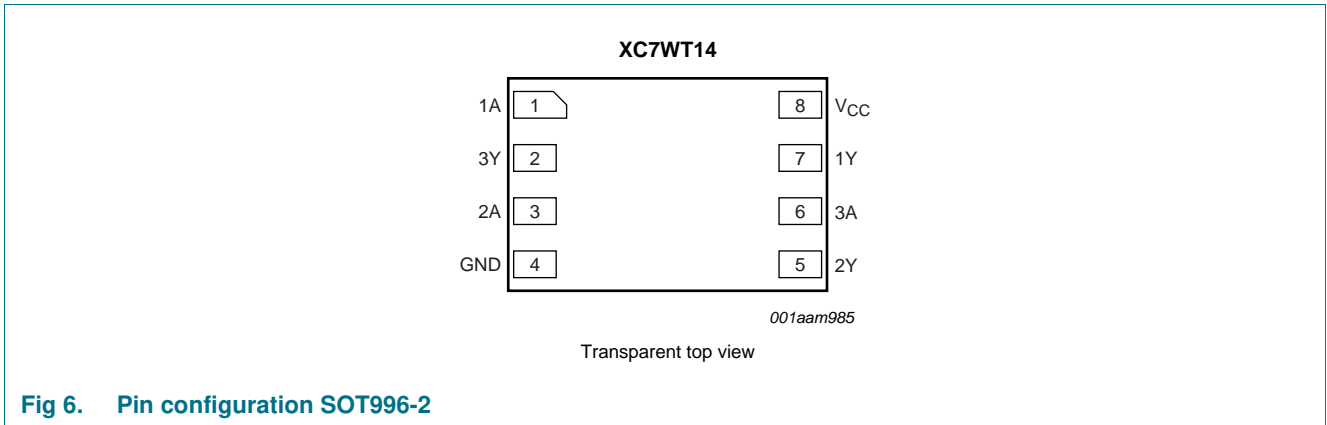 XC7WT14
1A 1 8 VCC
3Y 2 7 1Y
2A 3 6 3A
GND 4 5 2Y
001aam985
Transparent top view
Fig 6. Pin configuration SOT996-2